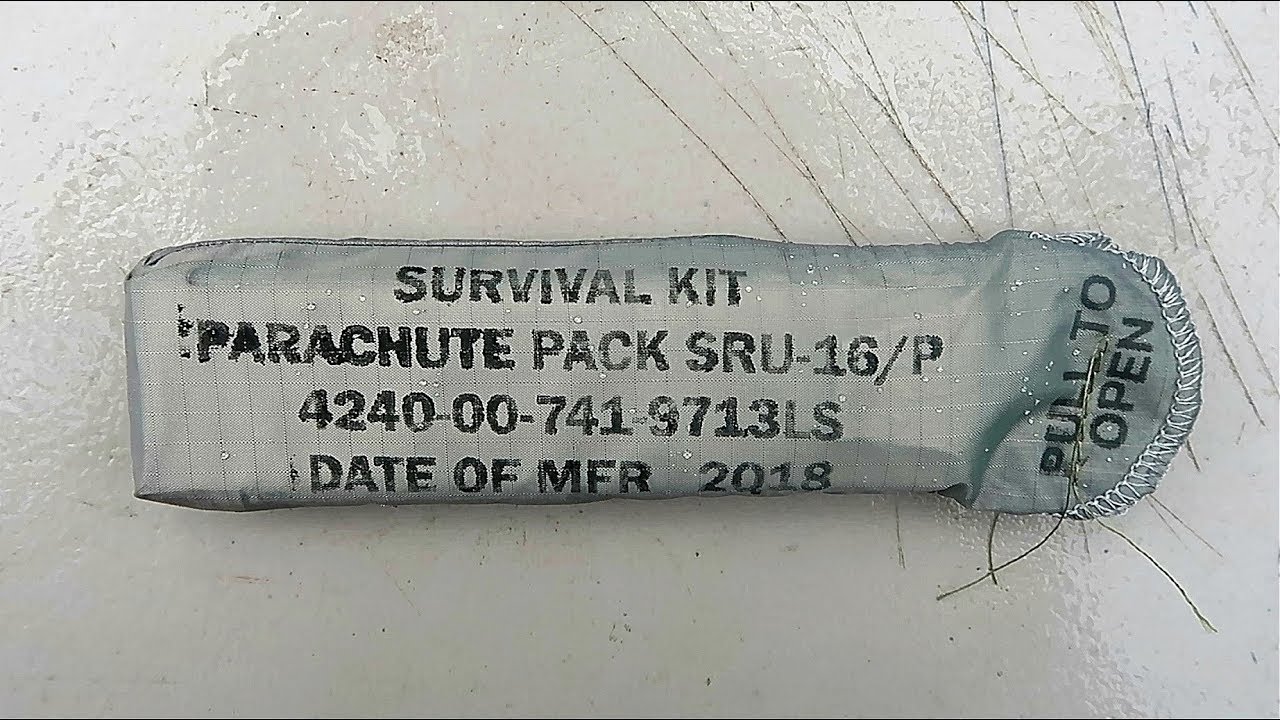 SURVIVAL KIT
PARACHUTE PACK SRU-16/P
4240-00-741-9713LS
DATE OF MFR 2018
PULL TO
OPEN